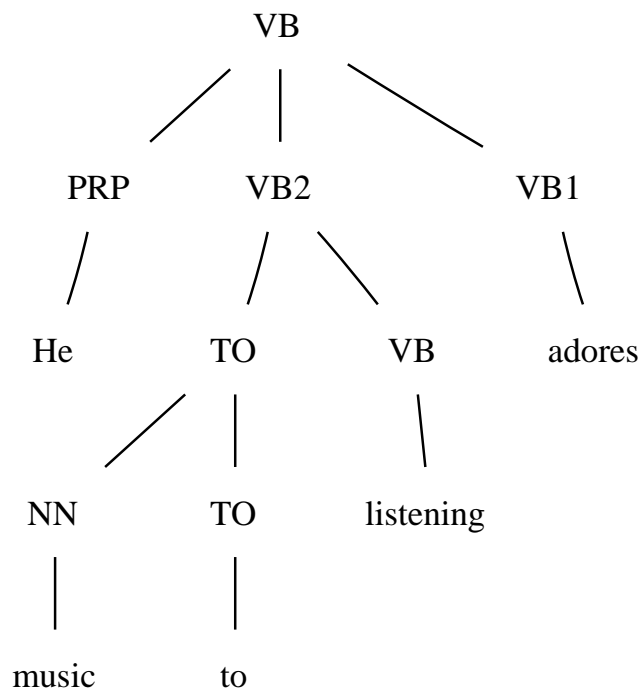 VB
PRP VB2 VB1
He TO VB adores
NN TO listening
music to